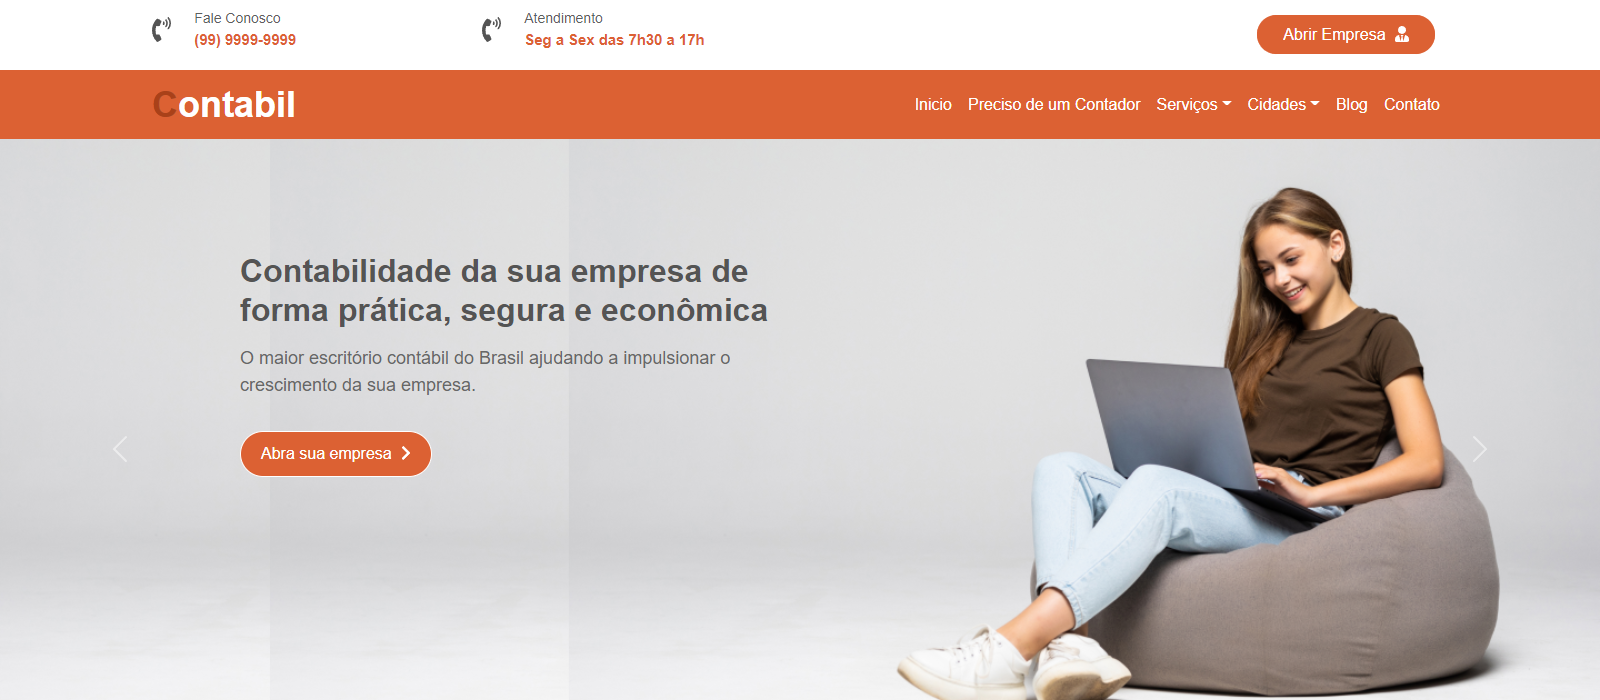 Fale Conosco
(99) 9999-9999
Atendimento
Seg a Sex das 7h30 a 17h
Abrir Empresa
Contabil
Inicio Preciso de um Contador Serviços Cidades Blog Contato
Contabilidade da sua empresa de
forma prática, segura e econômica
O maior escritório contábil do Brasil ajudando a impulsionar o
crescimento da sua empresa.
Abra sua empresa